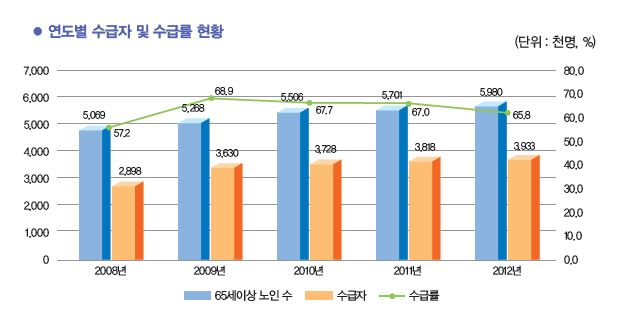 ● 연도별 수급자 및 수급률 현황
(단위 : 천명, %)
7,000 80,0
6,000 70,0
5,000 60,0
4,000 50,0
3,000 40,0
2,000 30,0
1,000 20,0
0 10,0
0,0
5,069 57,2 2,898
5,268 68,9 3,630
5,506 67,7 3,728
5,701 67,0 3,818
5,980 65,8 3,933
2008년 2009년 2010년 2011년 2012년
65세이상 노인 수 수급자 수급률